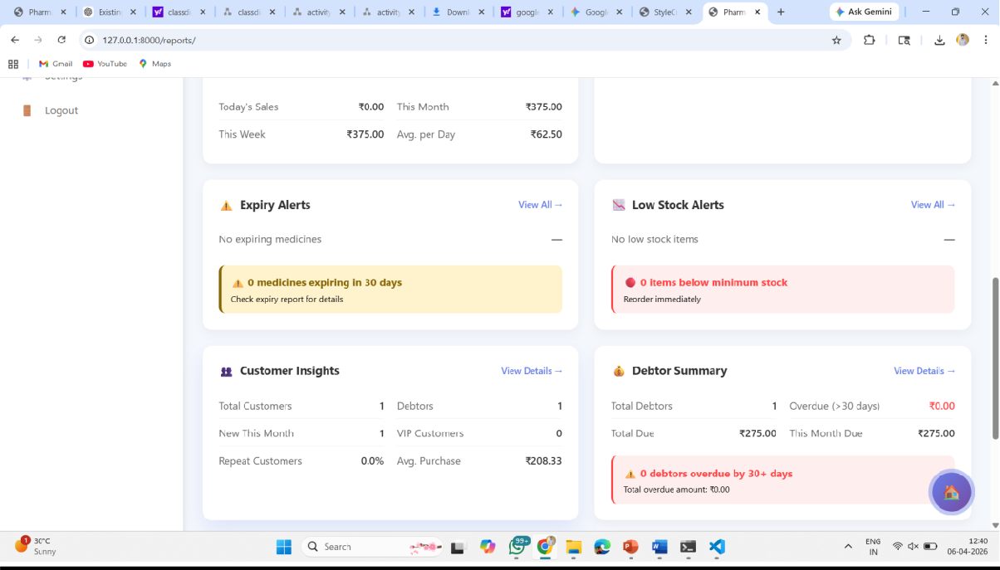 Pharm
Existing
classdi
classdi
activity
activity
Downl
google
Google
StyleCr
Pharm
Ask Gemini
127.0.0.1:8000/reports/
Gmail
YouTube
Maps
Settings
Logout
Today's Sales ₹0.00 This Month ₹375.00
This Week ₹375.00 Avg. per Day ₹62.50
Expiry Alerts View All →
No expiring medicines —
0 medicines expiring in 30 days
Check expiry report for details
Low Stock Alerts View All →
No low stock items —
0 items below minimum stock
Reorder immediately
Customer Insights View Details →
Total Customers 1 Debtors 1
New This Month 1 VIP Customers 0
Repeat Customers 0.0% Avg. Purchase ₹208.33
Debtor Summary View Details →
Total Debtors 1 Overdue (>30 days) ₹0.00
Total Due ₹275.00 This Month Due ₹275.00
0 debtors overdue by 30+ days
Total overdue amount: ₹0.00
1
30°C
Sunny
Search
99+
ENG
IN
12:40
06-04-2026